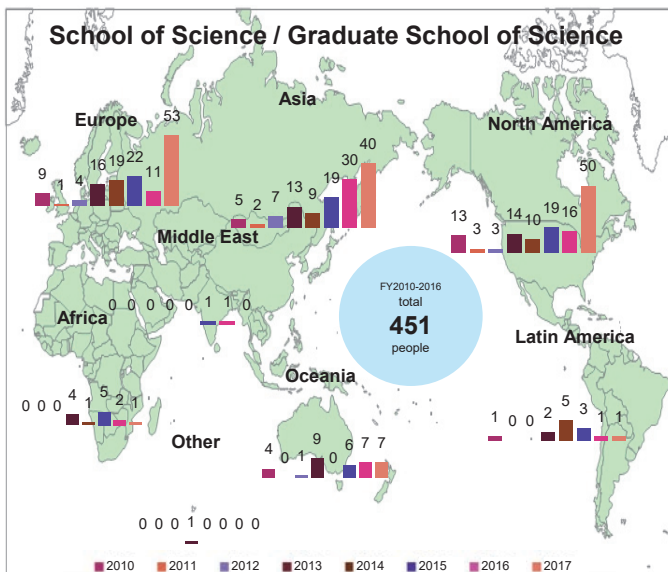 School of Science / Graduate School of Science
Asia
Europe
North America
9 1 4 16 19 22 11 53
5 2 7 13 9 19 30 40
13 3 3 14 10 19 16 50
Middle East
0 0 0 0 0 1 1 0
FY2010-2016
total
451
people
Africa
0 0 0 4 1 5 2 1
Latin America
1 0 0 2 5 3 1 1
Oceania
4 0 1 9 0 6 7 7
Other
0 0 0 1 0 0 0 0
2010 2011 2012 2013 2014 2015 2016 2017